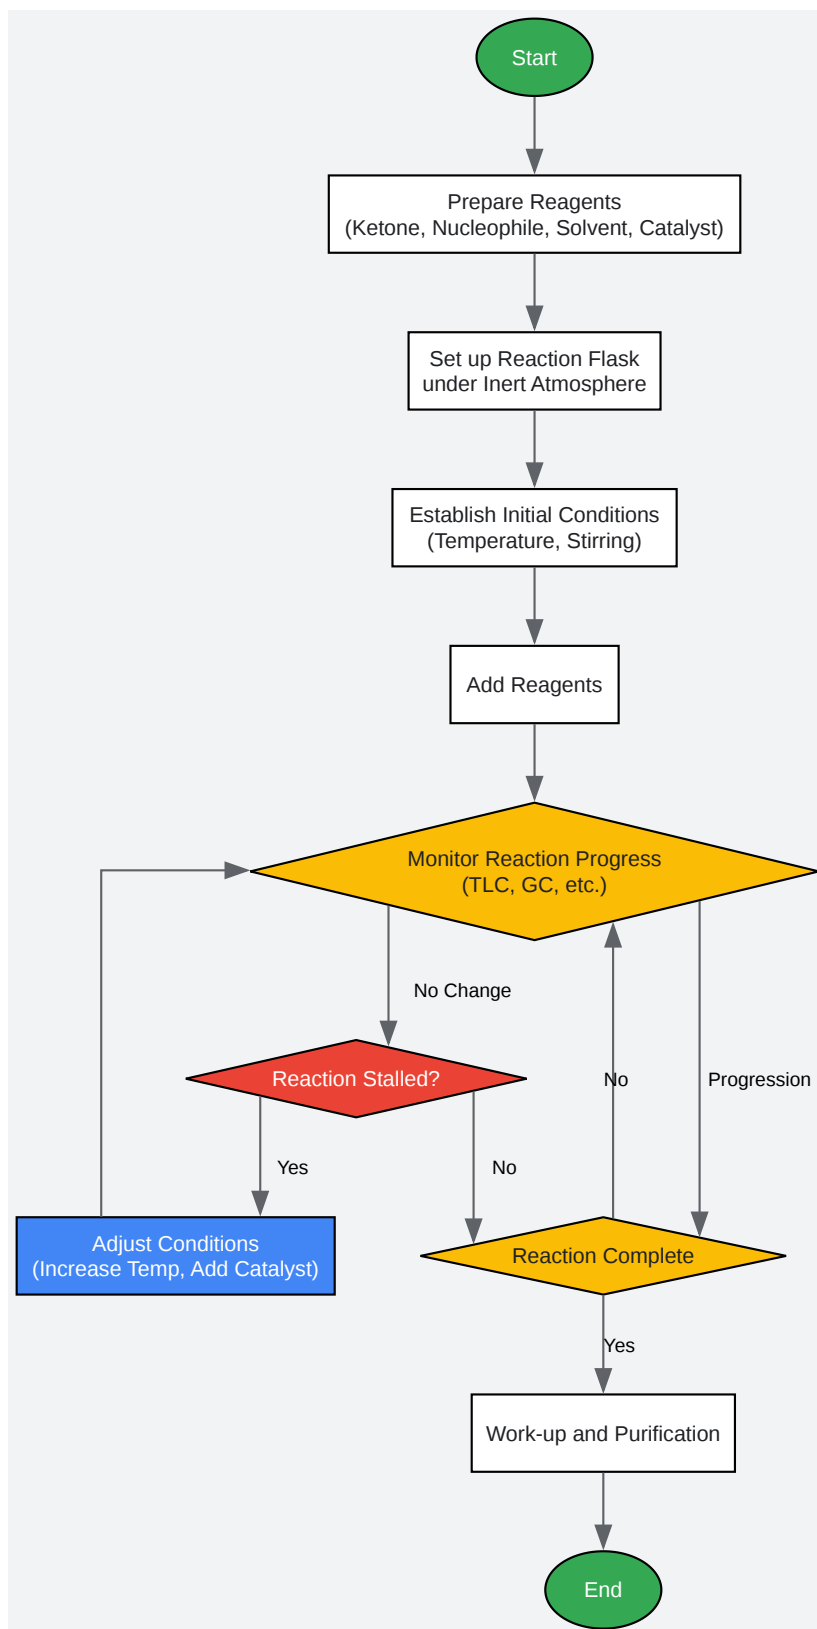 Start
Prepare Reagents
(Ketone, Nucleophile, Solvent, Catalyst)
Set up Reaction Flask
under Inert Atmosphere
Establish Initial Conditions
(Temperature, Stirring)
Add Reagents
Monitor Reaction Progress
(TLC, GC, etc.)
No Change
Reaction Stalled?
No
Progression
Yes
No
Adjust Conditions
(Increase Temp, Add Catalyst)
Reaction Complete
Yes
Work-up and Purification
End